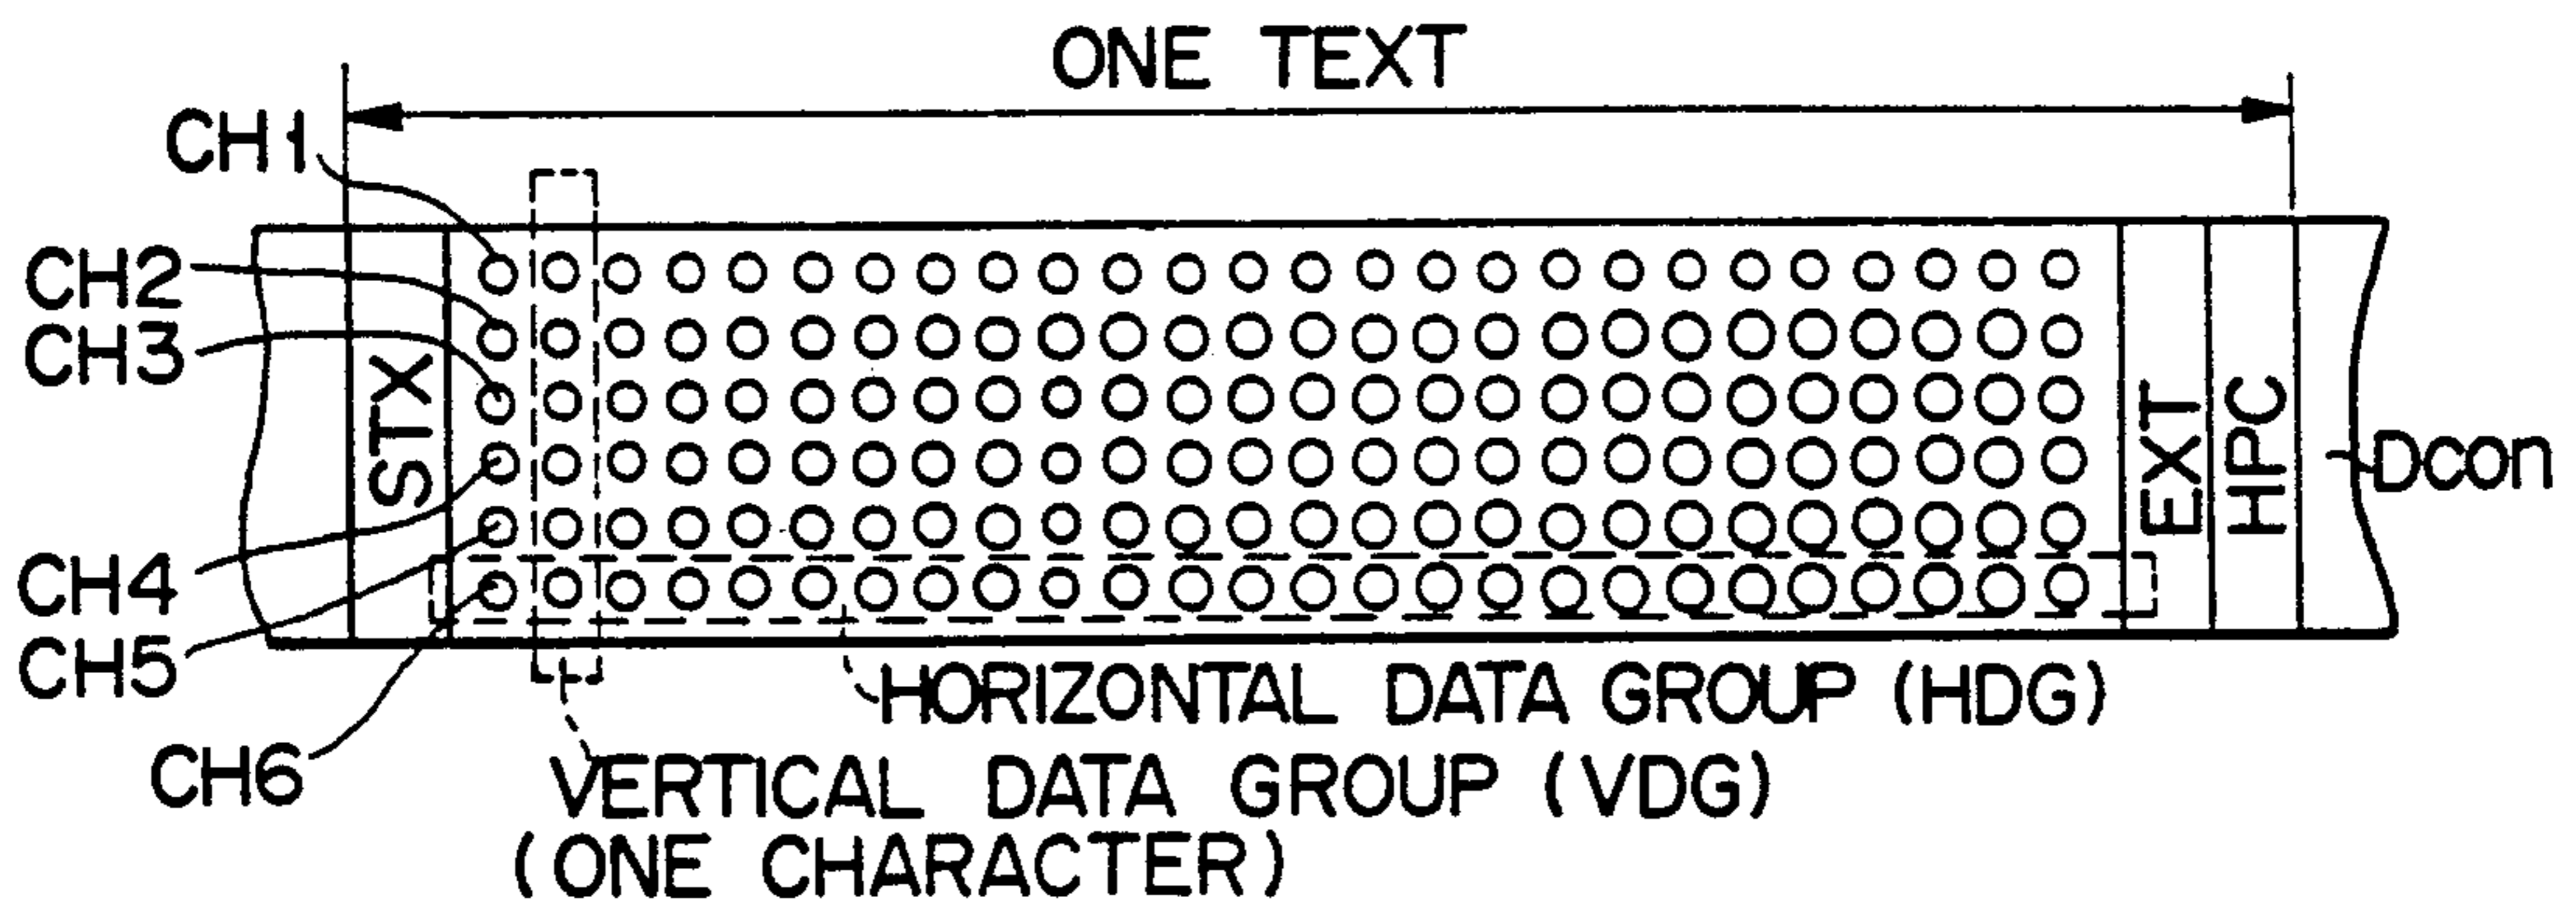 ONE TEXT
CH1
CH2
CH3
STX
EXT
HPC
Dcon
CH4
CH5
CH6
HORIZONTAL DATA GROUP (HDG)
VERTICAL DATA GROUP (VDG)
(ONE CHARACTER)